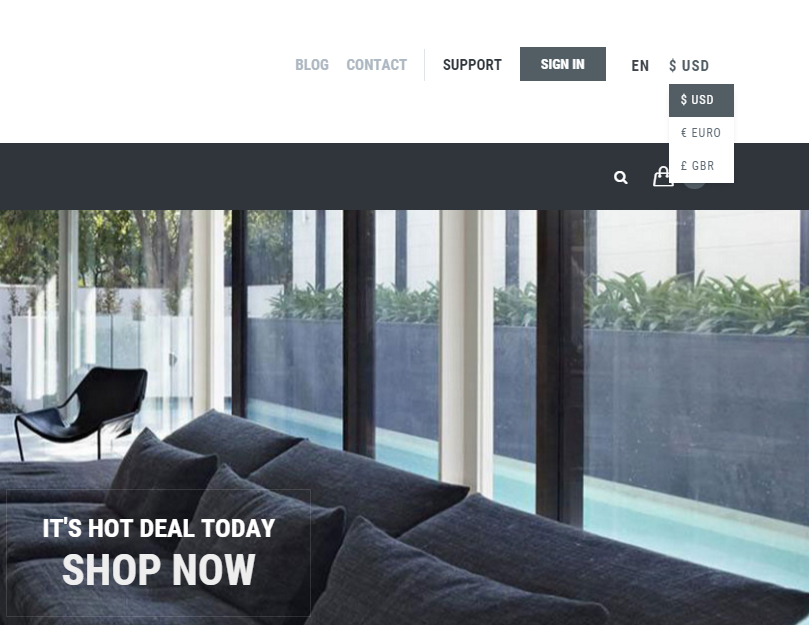 BLOG CONTACT SUPPORT SIGN IN EN $ USD
$ USD
€ EURO
£ GBR
IT'S HOT DEAL TODAY
SHOP NOW